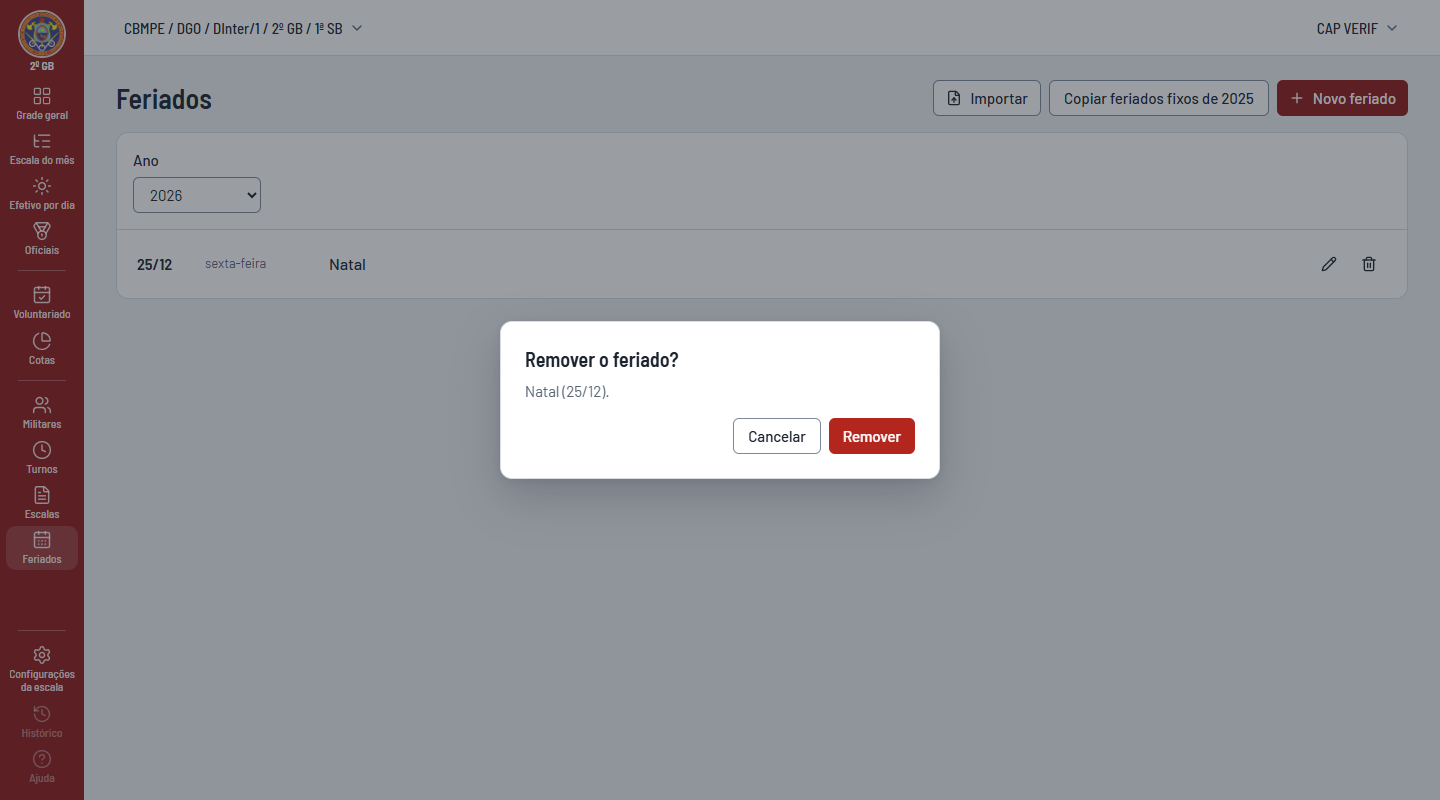 2º GB
Grade geral
Escala do mês
Efetivo por dia
Oficiais
Voluntariado
Cotas
Militares
Turnos
Escalas
Feriados
Configurações
da escala
Histórico
Ajuda
CBMPE / DGO / DInter/1 / 2º GB / 1ª SB
CAP VERIF
Feriados
Importar
Copiar feriados fixos de 2025
Novo feriado
Ano
2026
25/12 sexta-feira Natal
Remover o feriado?
Natal (25/12).
Cancelar
Remover